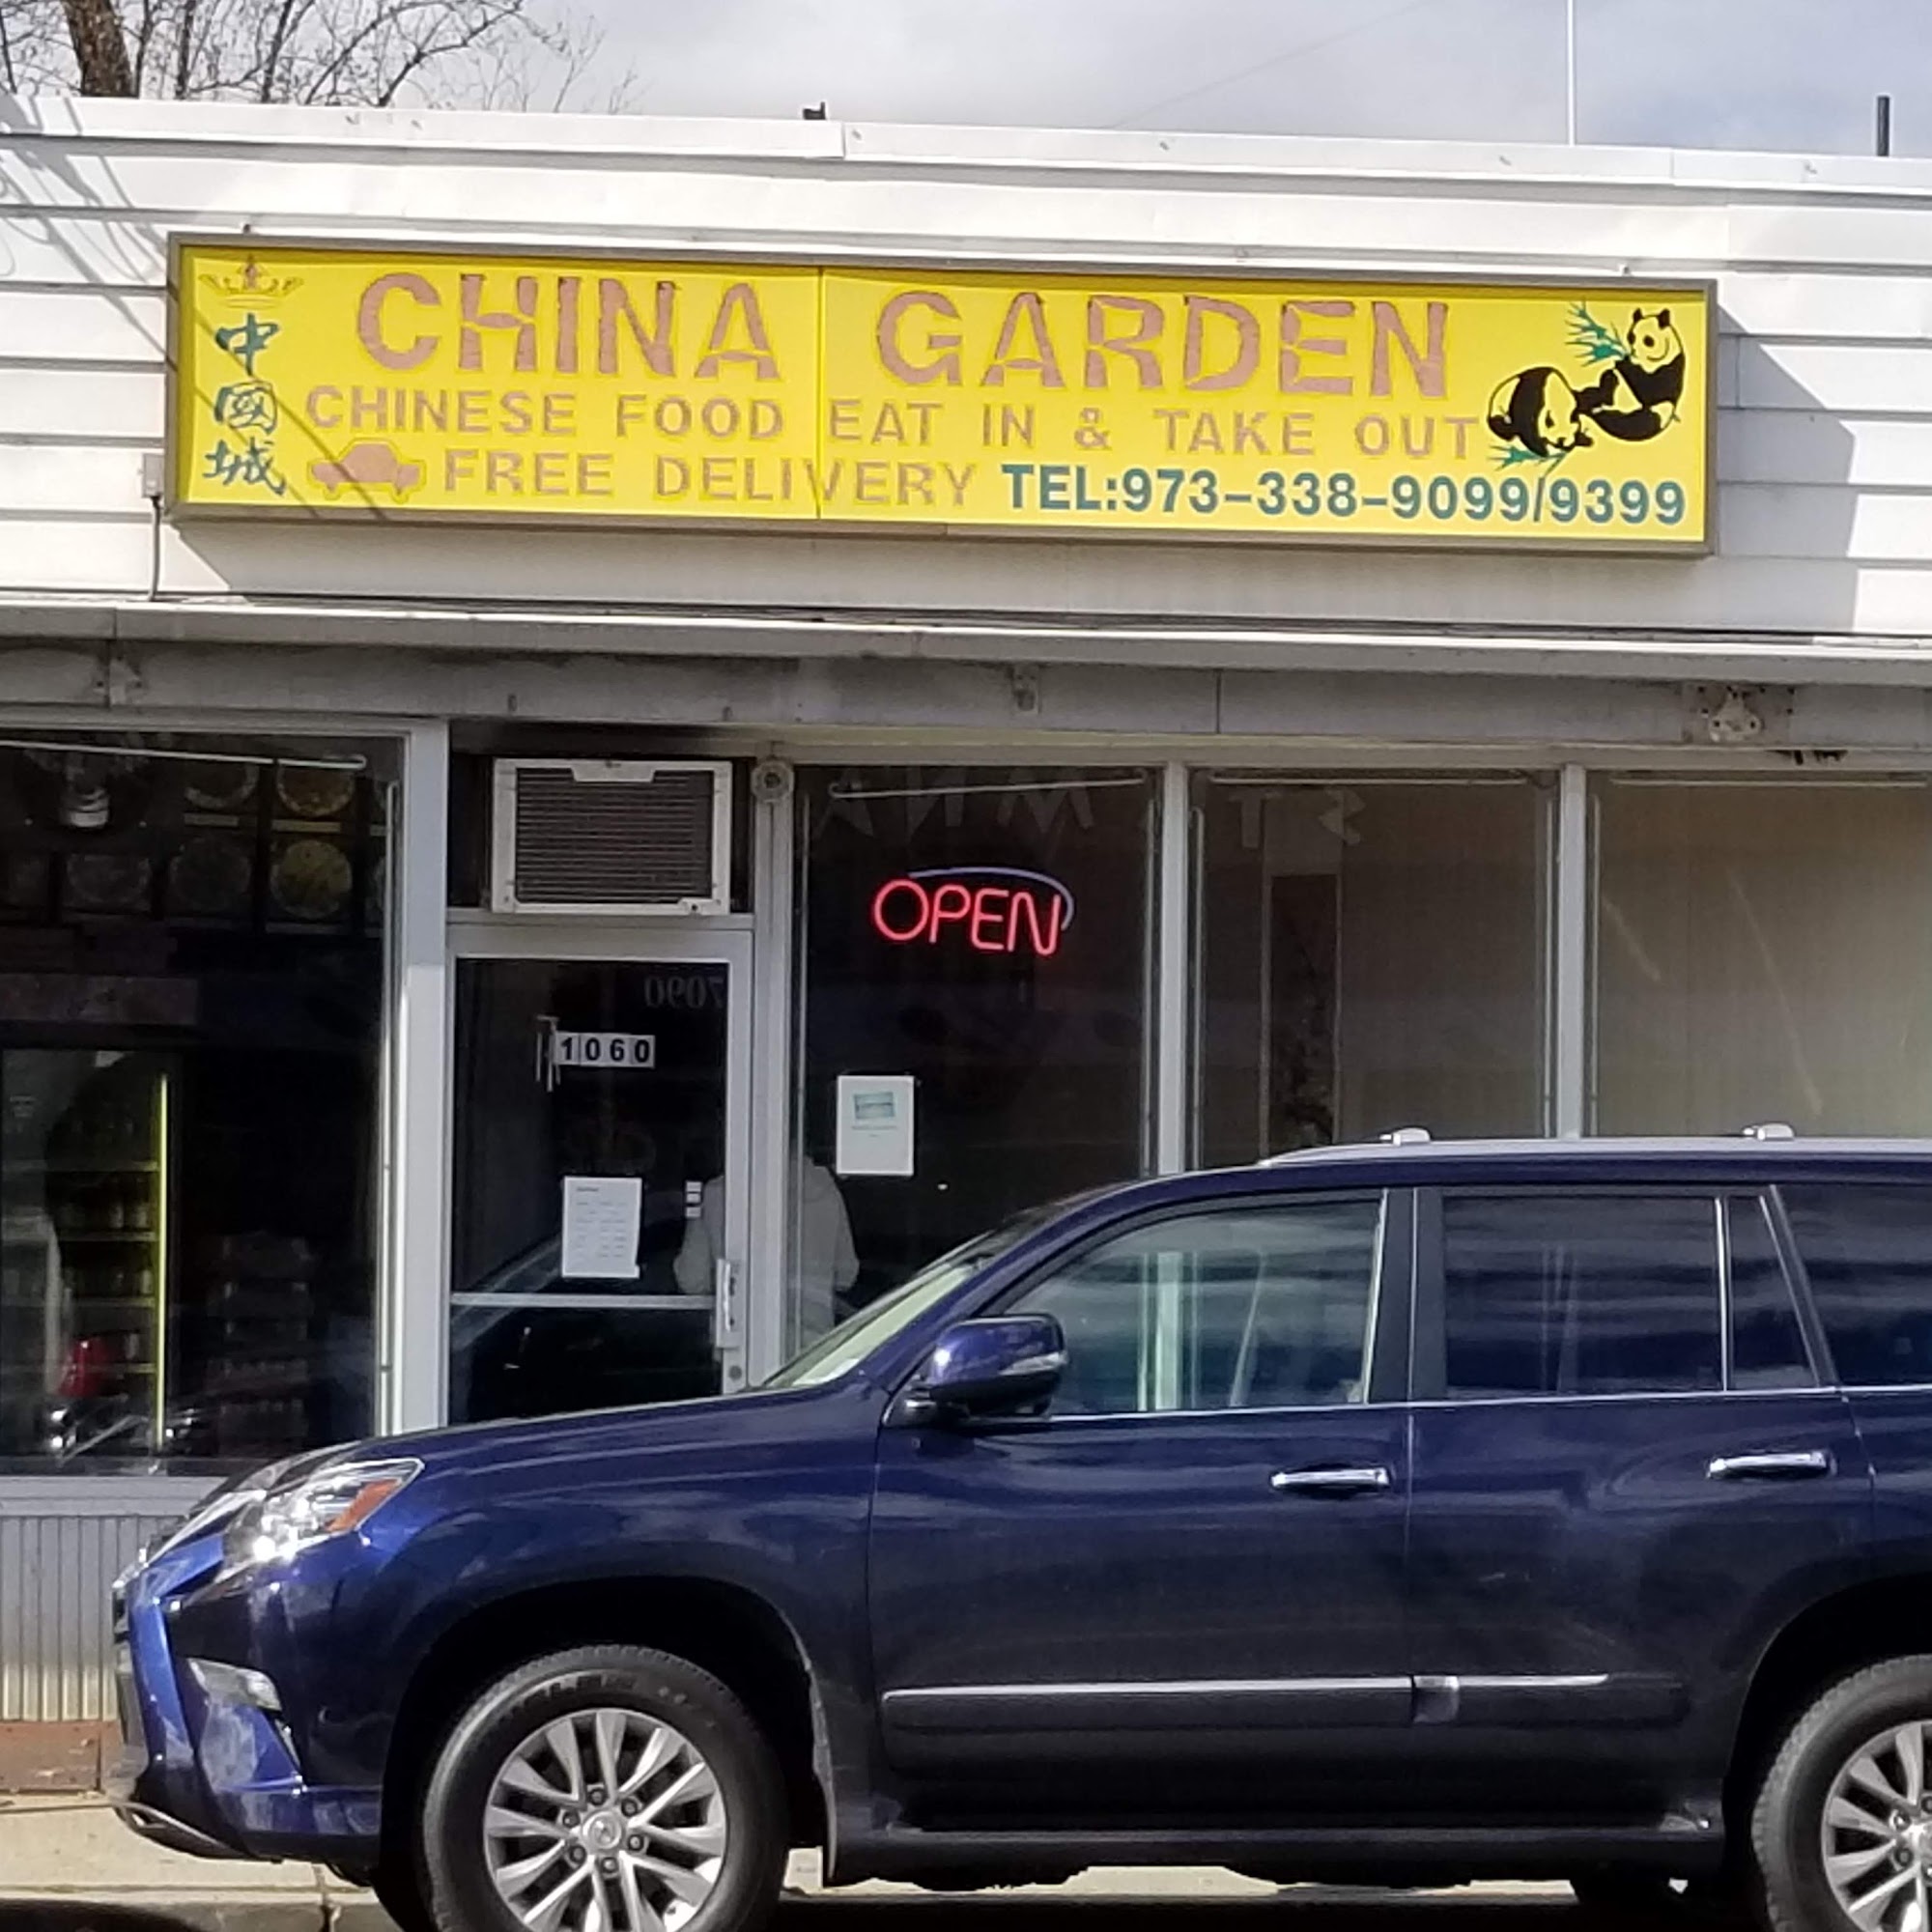 中國城
CHINA GARDEN
CHINESE FOOD EAT IN & TAKE OUT
FREE DELIVERY TEL:973-338-9099/9399
OPEN
1060